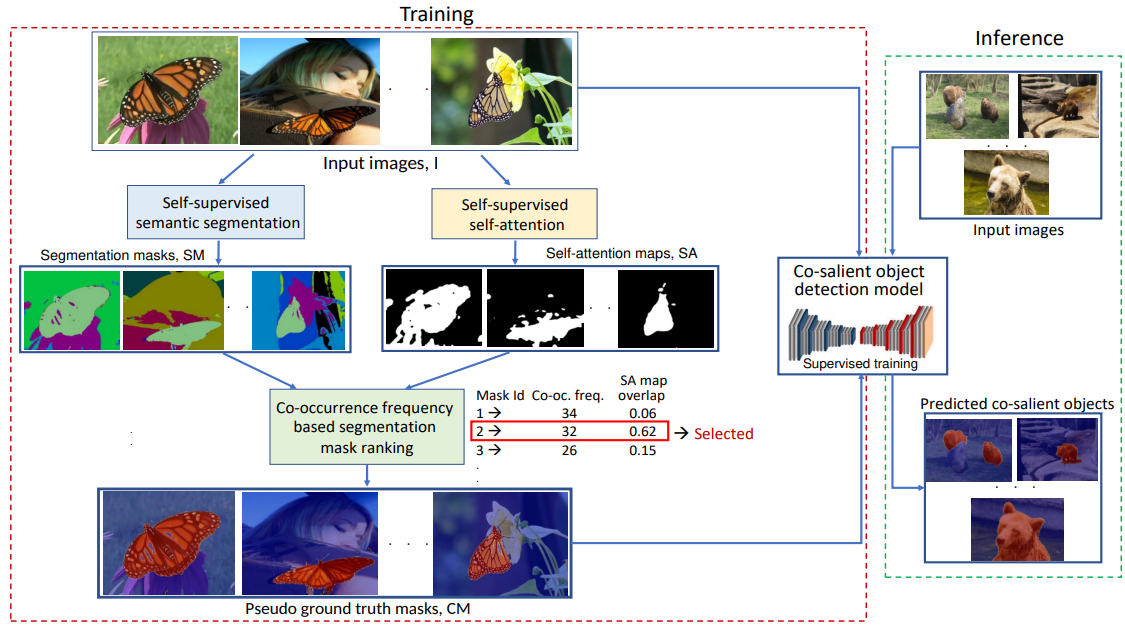 Training
Inference
Input images, I
Input images
Self-supervised
semantic segmentation
Self-supervised
self-attention
Segmentation masks, SM
Self-attention maps, SA
Co-salient object
detection model
Supervised training
Co-occurrence frequency
based segmentation
mask ranking
Mask Id Co-oc. freq. SA map overlap
1 → 34 0.06
2 → 32 0.62 → Selected
3 → 26 0.15
Predicted co-salient objects
Pseudo ground truth masks, CM